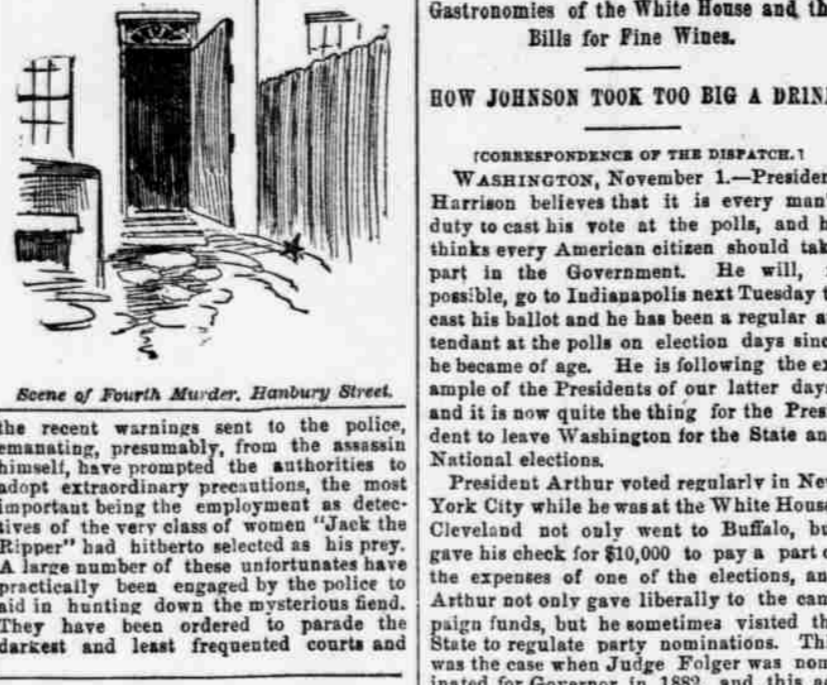 Scene of Fourth Murder, Hanbury Street.
the recent warnings sent to the police,
emanating, presumably, from the assassin
himself, have prompted the authorities to
adopt extraordinary precautions, the most
important being the employment as detec-
tives of the very class of women "Jack the
Ripper" had hitherto selected as his prey.
A large number of these unfortunates have
practically been engaged by the police to
aid in hunting down the mysterious fiend.
They have been ordered to parade the
darkest and least frequented courts and
Gastronomies of the White House and th
Bills for Fine Wines.
HOW JOHNSON TOOK TOO BIG A DRIN
[CORRESPONDENCE OF THE DISPATCH.]
WASHINGTON, November 1.—Presiden
Harrison believes that it is every man'
duty to cast his vote at the polls, and h
thinks every American citizen should tak
part in the Government. He will,
possible, go to Indianapolis next Tuesday t
cast his ballot and he has been a regular a
tendant at the polls on election days sinc
he became of age. He is following the ex
ample of the Presidents of our latter days
and it is now quite the thing for the Pres
dent to leave Washington for the State an
National elections.
President Arthur voted regularly in Ne
York City while he was at the White House
Cleveland not only went to Buffalo, bu
gave his check for $10,000 to pay a part o
the expenses of one of the elections, an
Arthur not only gave liberally to the cam
paign funds, but he sometimes visited th
State to regulate party nominations. Thi
was the case when Judge Folger was nom
inated for Governor in 1882, and this ac